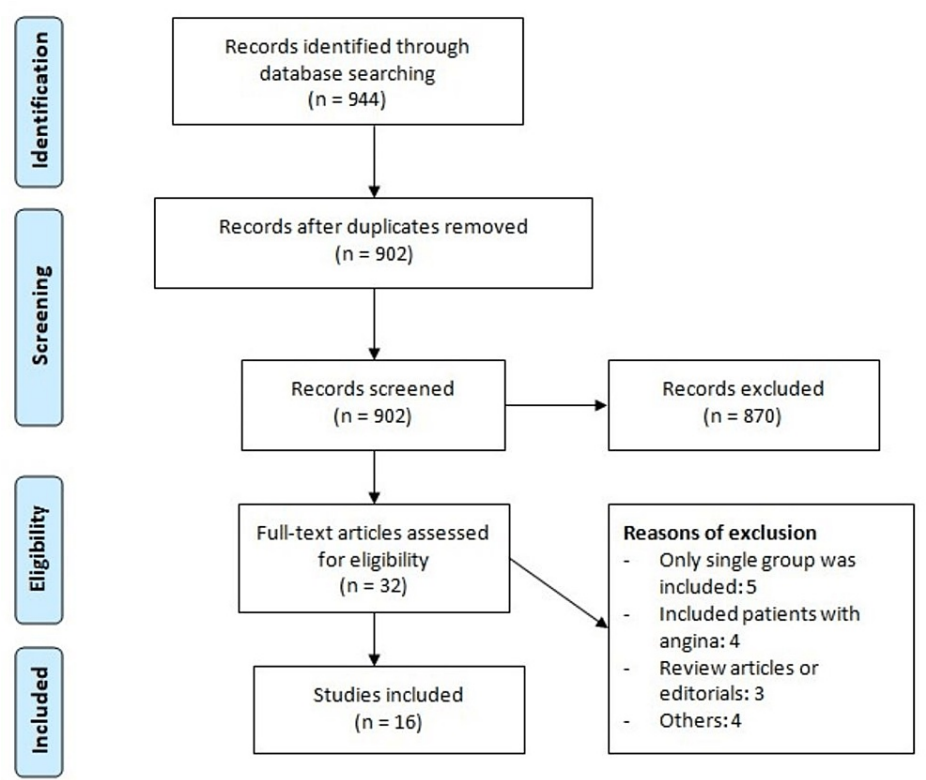 Identification
Records identified through
database searching
(n = 944)
Screening
Records after duplicates removed
(n = 902)
Records screened
(n = 902)
Records excluded
(n = 870)
Eligibility
Full-text articles assessed
for eligibility
(n = 32)
Reasons of exclusion
- Only single group was
included: 5
- Included patients with
angina: 4
- Review articles or
editorials: 3
- Others: 4
Included
Studies included
(n = 16)